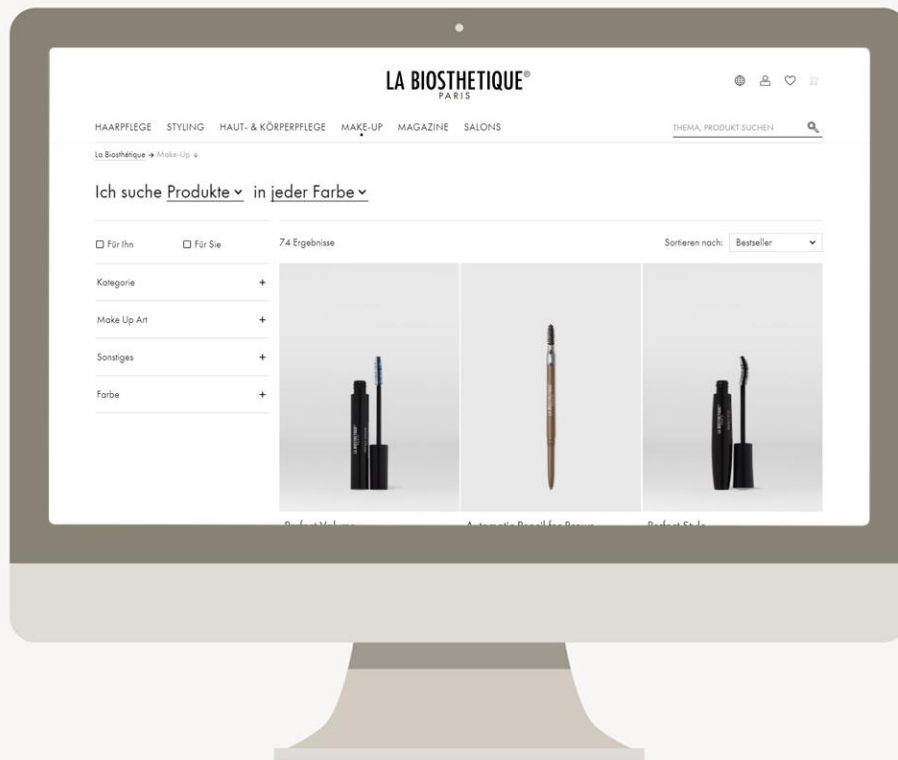 LA BIOSTHETIQUE®
PARIS
HAARPFLEGE STYLING HAUT- & KÖRPERPFLEGE MAKE-UP MAGAZINE SALONS THEMA, PRODUKT SUCHEN
La Biosthétique → Make-Up ↓
Ich suche Produkte in jeder Farbe
Für Ihn Für Sie 74 Ergebnisse Sortieren nach: Bestseller
Kategorie +
Make Up Art +
Sonstiges +
Farbe +